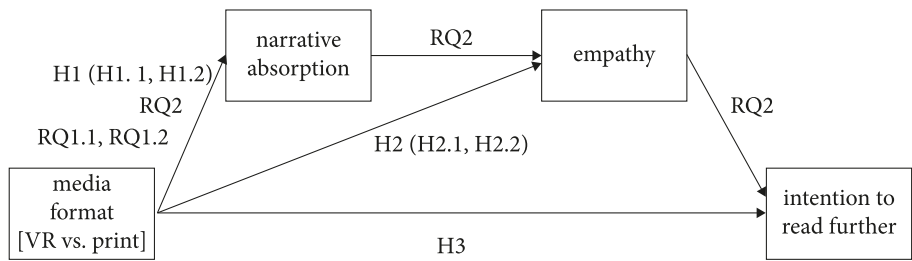 narrative
absorption
RQ2
empathy
H1 (H1. 1, H1.2)
RQ2
RQ1.1, RQ1.2
RQ2
H2 (H2.1, H2.2)
media
format
[VR vs. print]
intention to
read further
H3